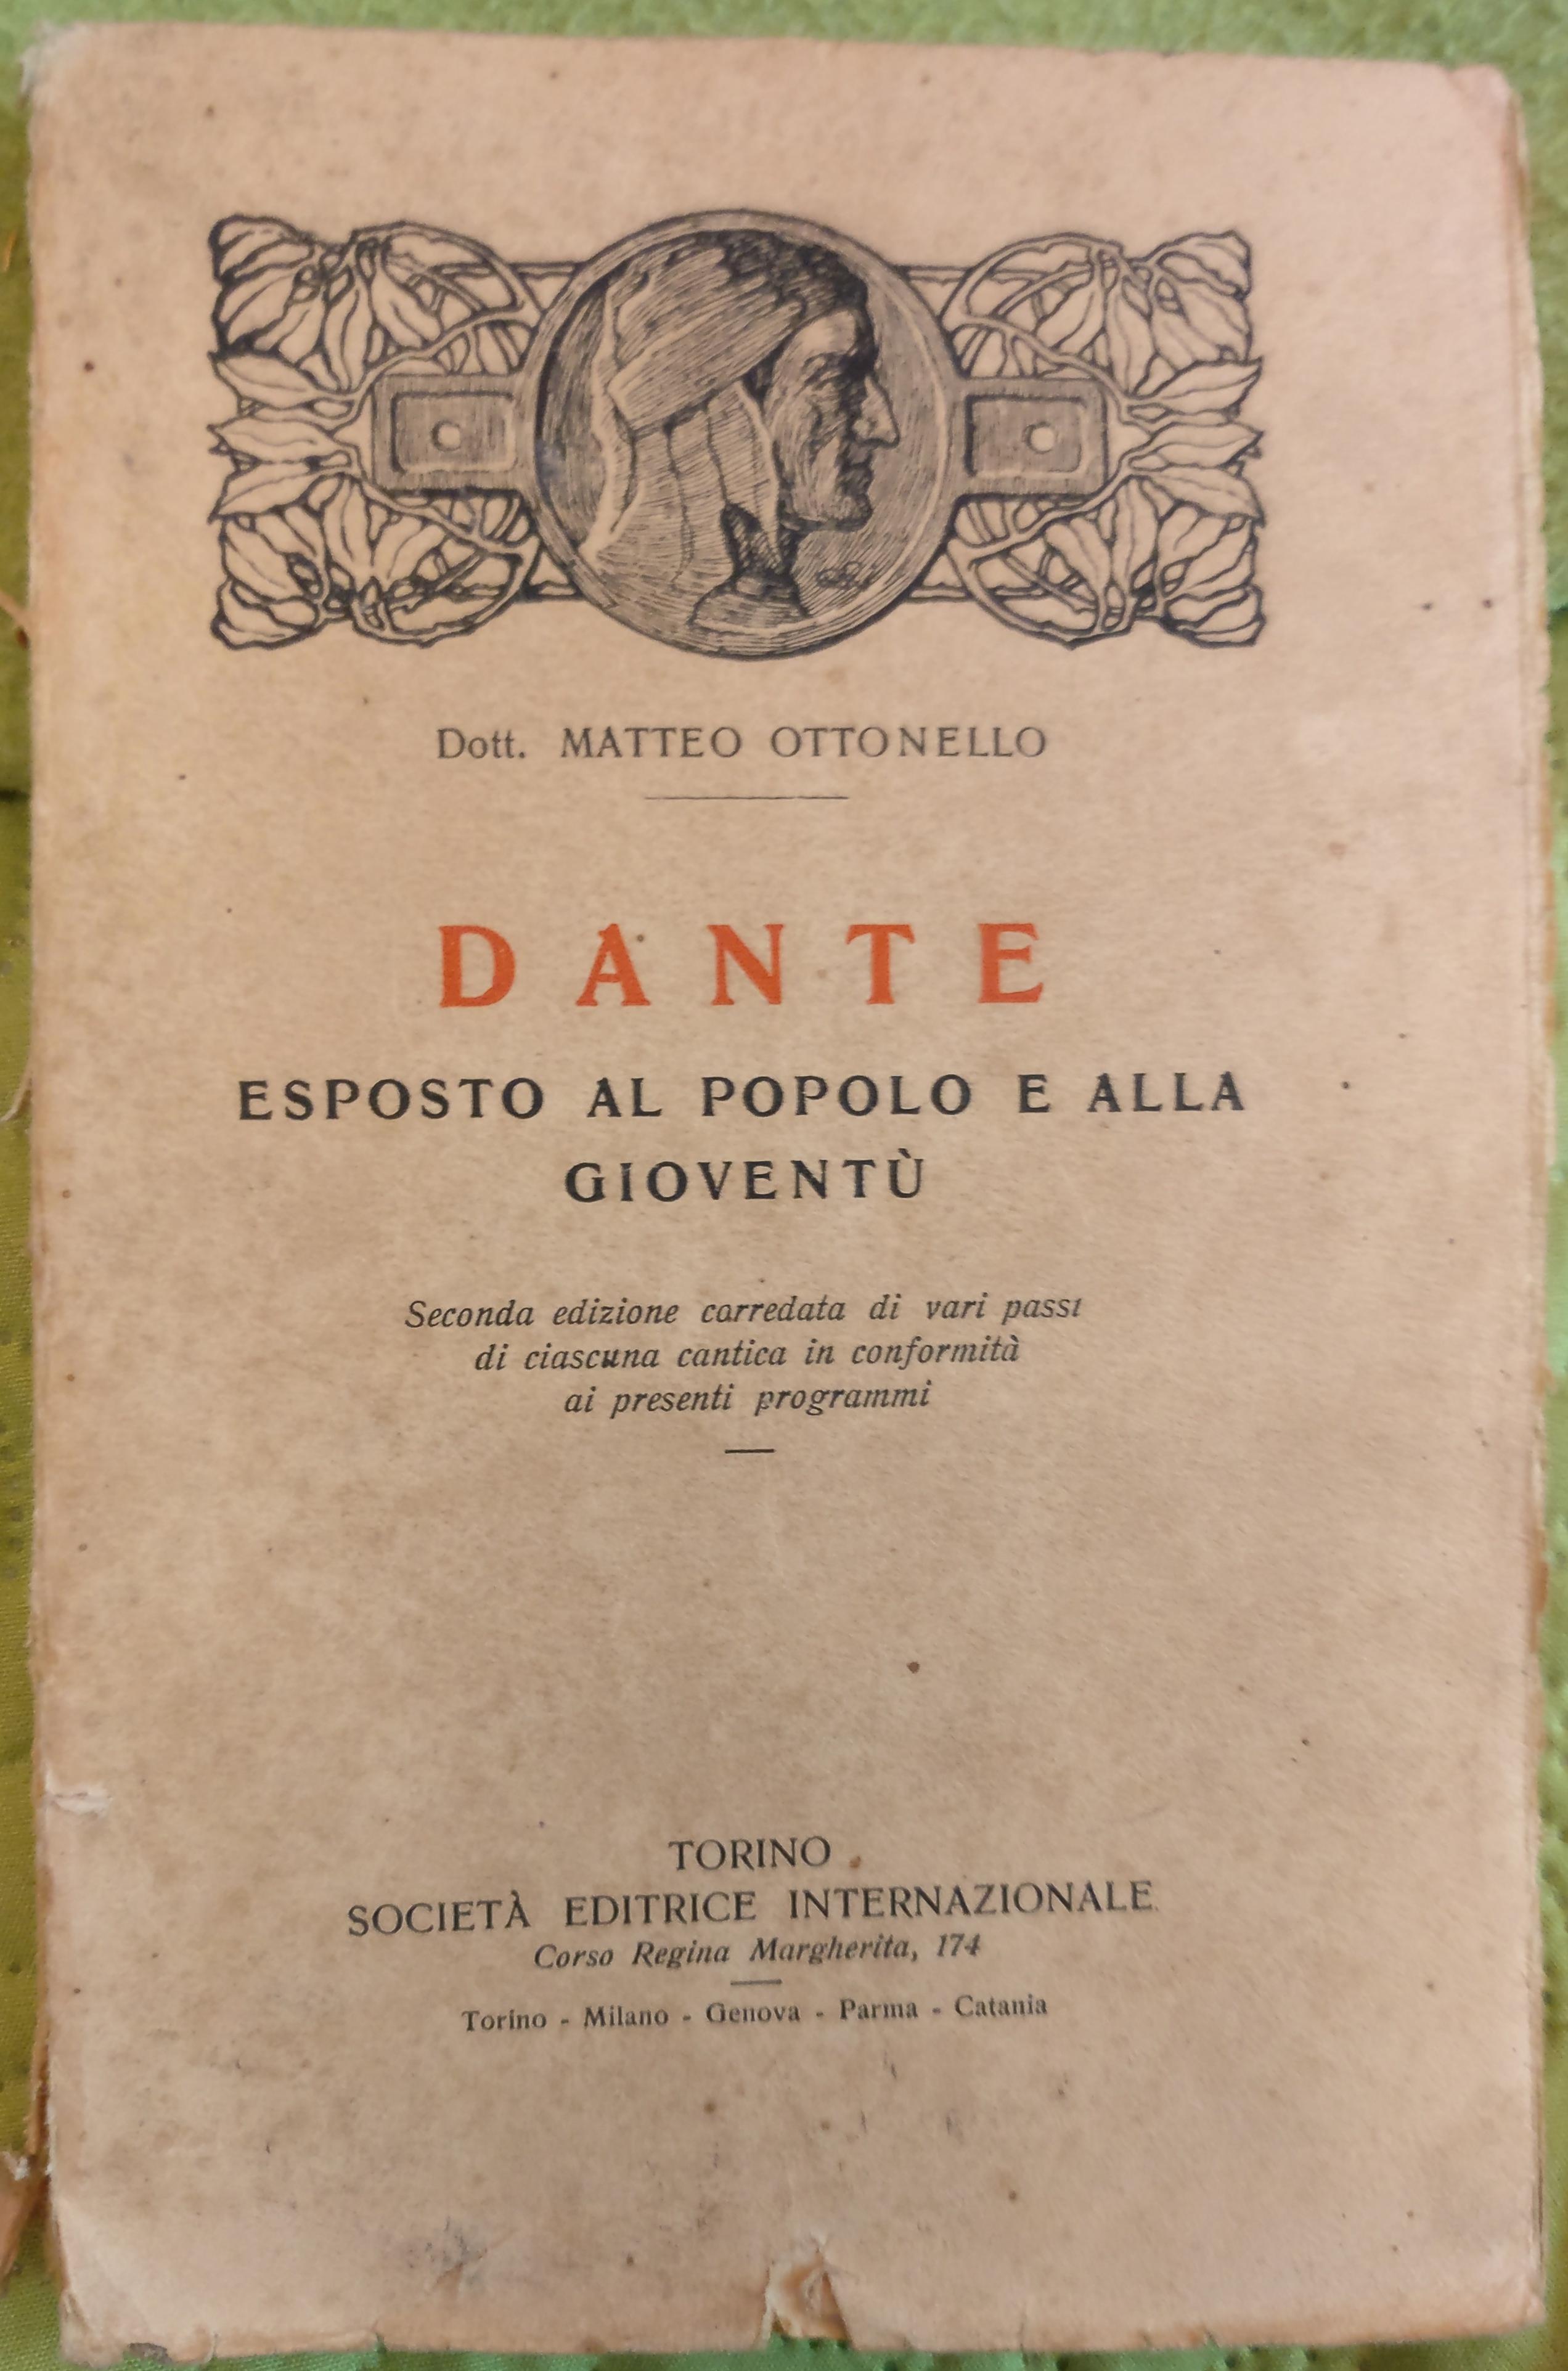 Dott. MATTEO OTTONELLO
DANTE
ESPOSTO AL POPOLO E ALLA
GIOVENTÙ
Seconda edizione corredata di vari passi
di ciascuna cantica in conformità
ai presenti programmi
TORINO
SOCIETÀ EDITRICE INTERNAZIONALE
Corso Regina Margherita, 174
Torino - Milano - Genova - Parma - Catania